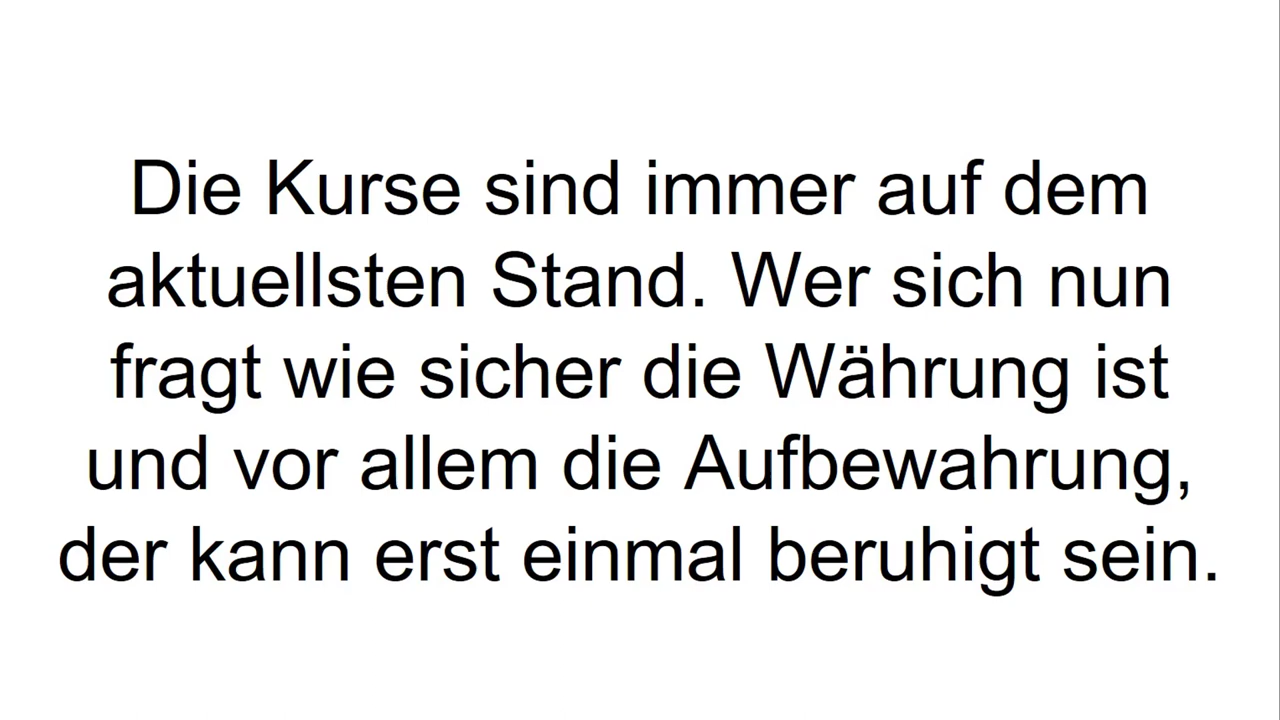 Die Kurse sind immer auf dem
aktuellsten Stand. Wer sich nun
fragt wie sicher die Währung ist
und vor allem die Aufbewahrung,
der kann erst einmal beruhigt sein.